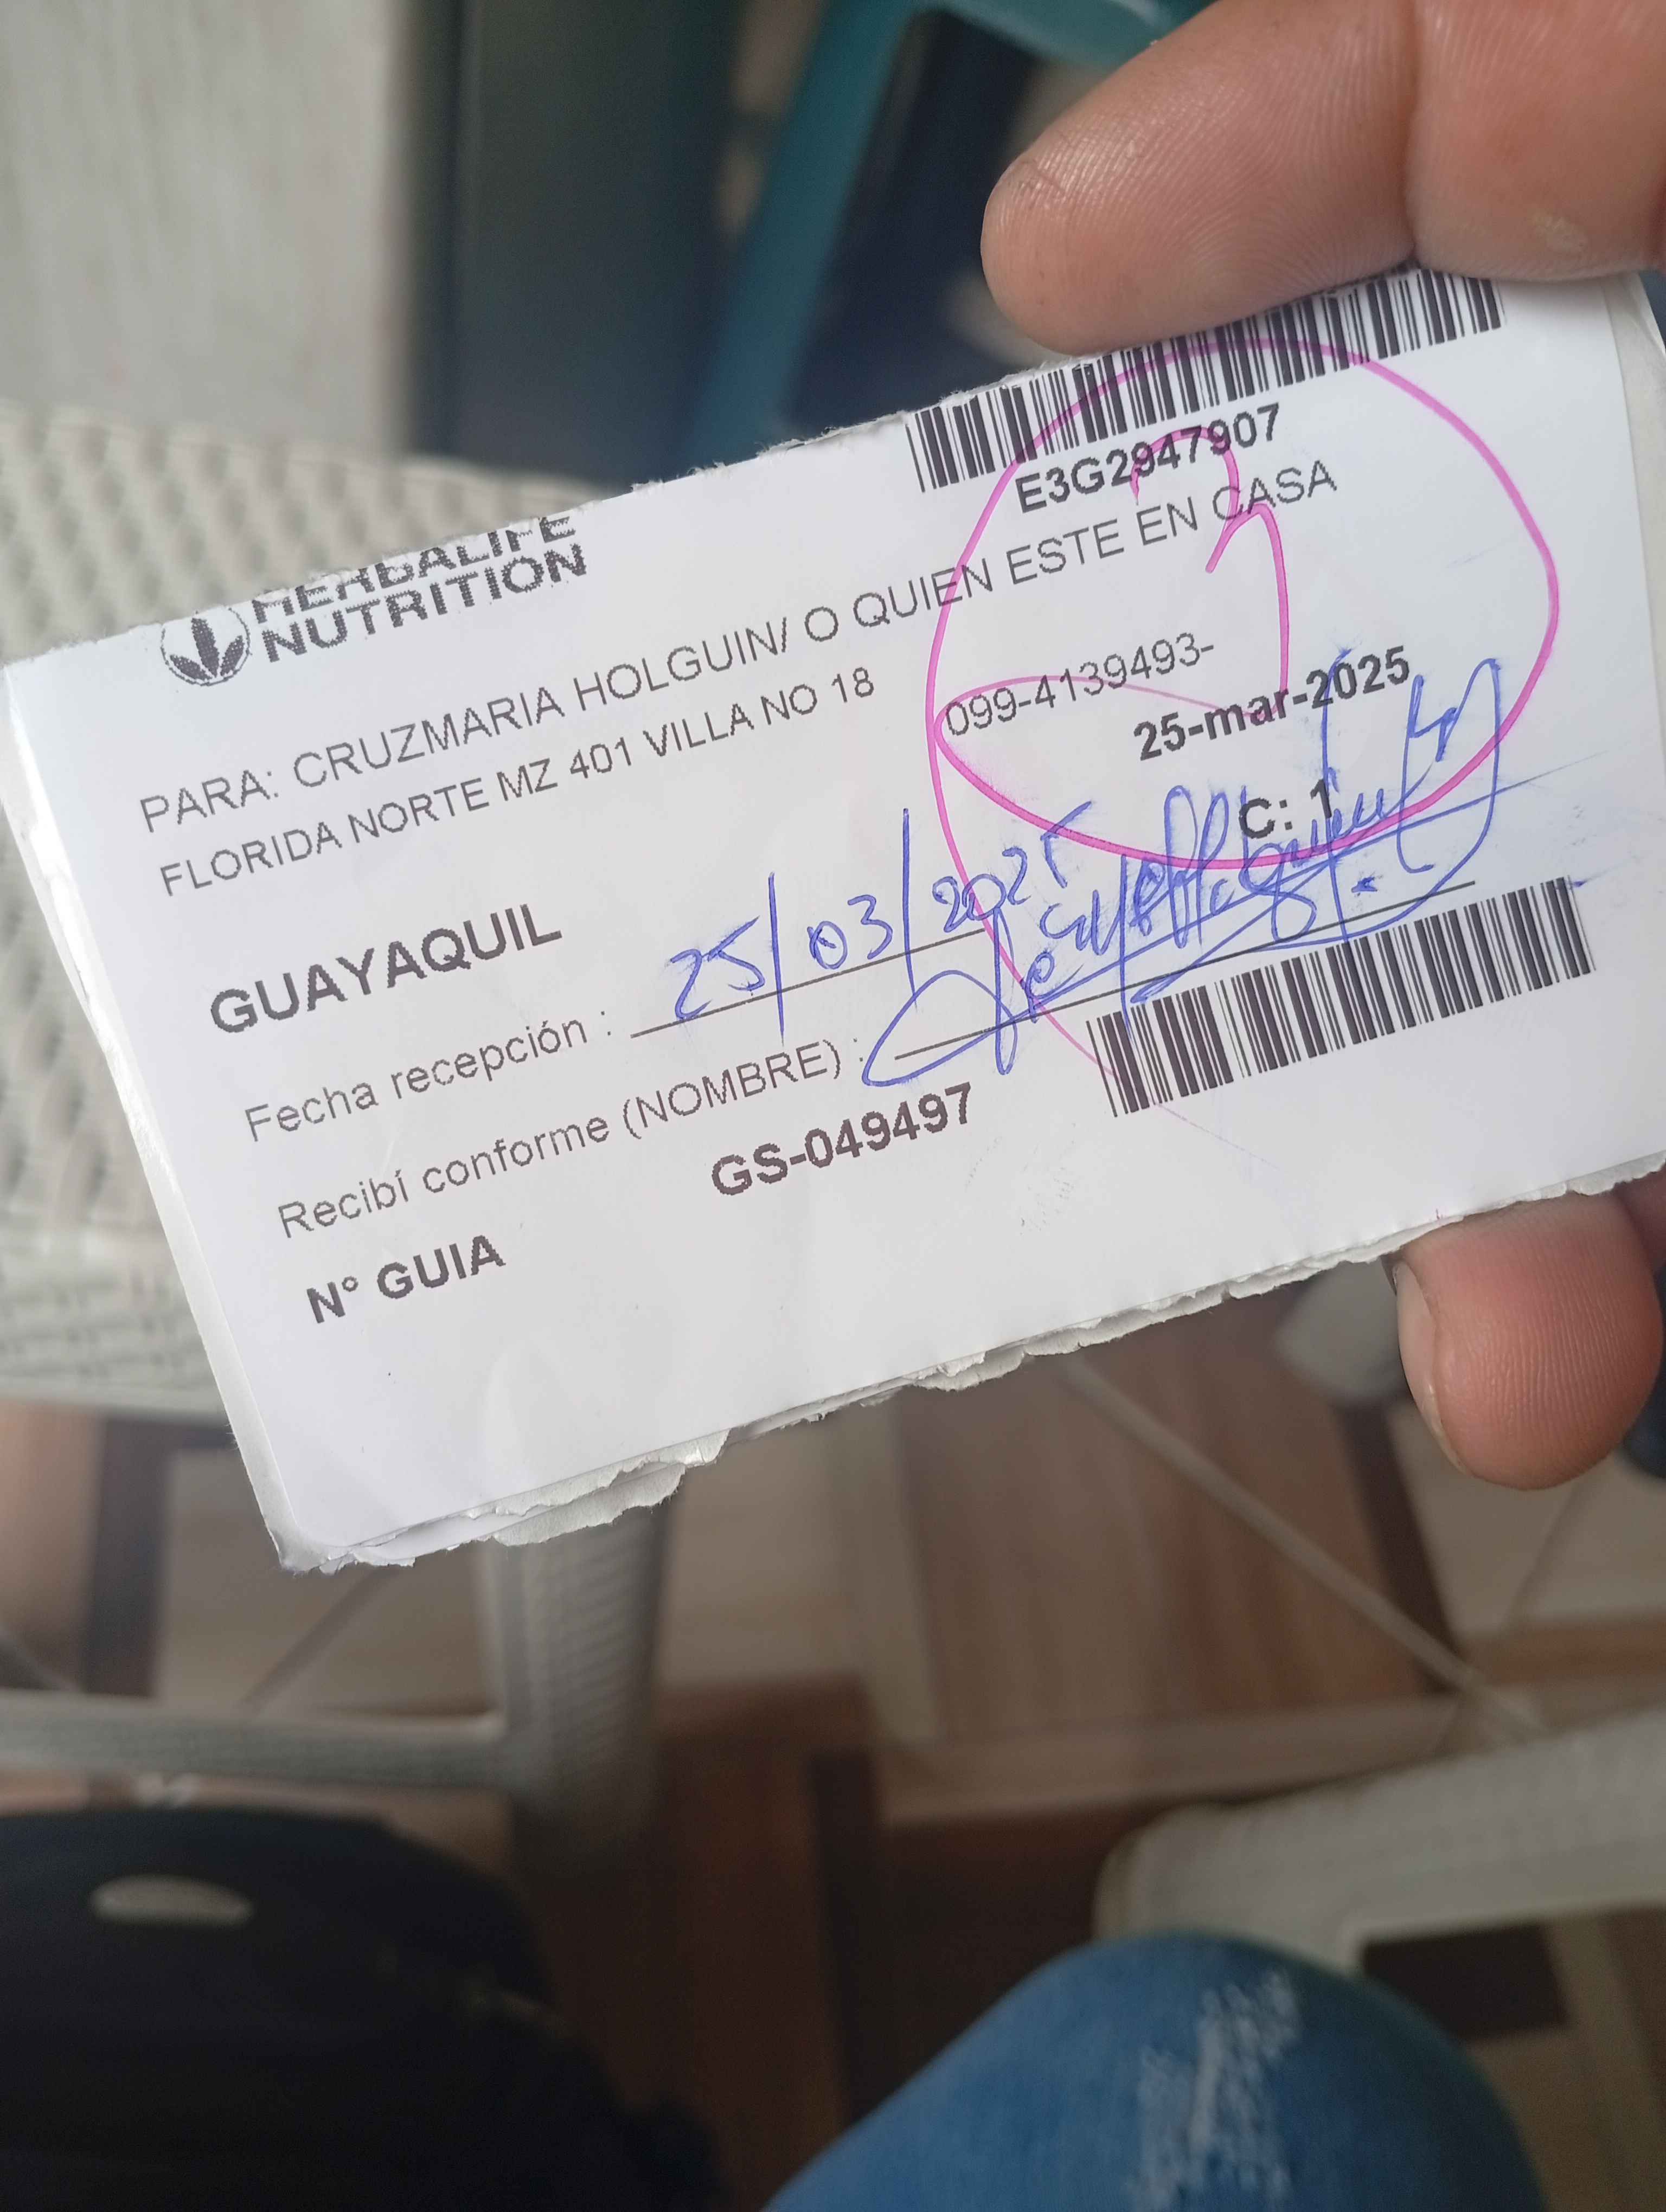 HERBALIFE
NUTRITION
E3G2947907
PARA: CRUZMARIA HOLGUIN/ O QUIEN ESTE EN CASA
FLORIDA NORTE MZ 401 VILLA NO 18
099-4139493-
25-mar-2025
GUAYAQUIL
C: 1
Fecha recepción : 25/03/2025
Recibí conforme (NOMBRE) :
N° GUIA GS-049497